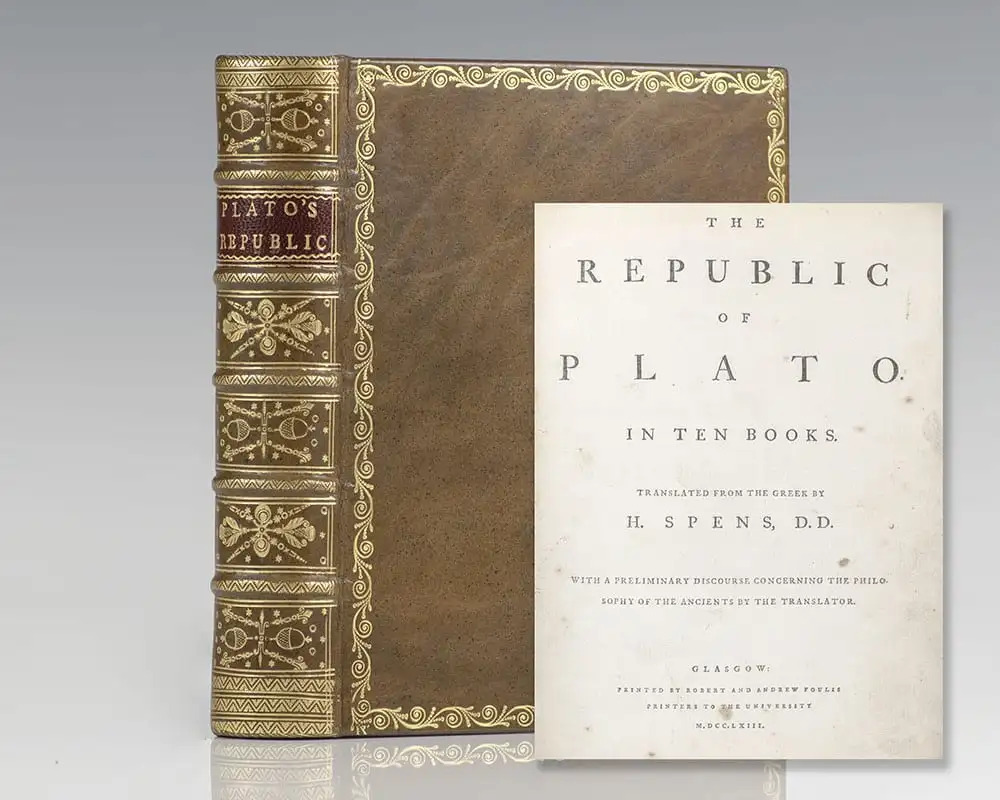 PLATO'S
REPUBLIC
THE
REPUBLIC
OF
PLATO.
IN TEN BOOKS.
TRANSLATED FROM THE GREEK BY
H. SPENS, D.D.
WITH A PRELIMINARY DISCOURSE CONCERNING THE PHILO-
SOPHY OF THE ANCIENTS BY THE TRANSLATOR.
GLASGOW:
PRINTED BY ROBERT AND ANDREW FOULIS
PRINTERS TO THE UNIVERSITY
M.DCC.LXIII.